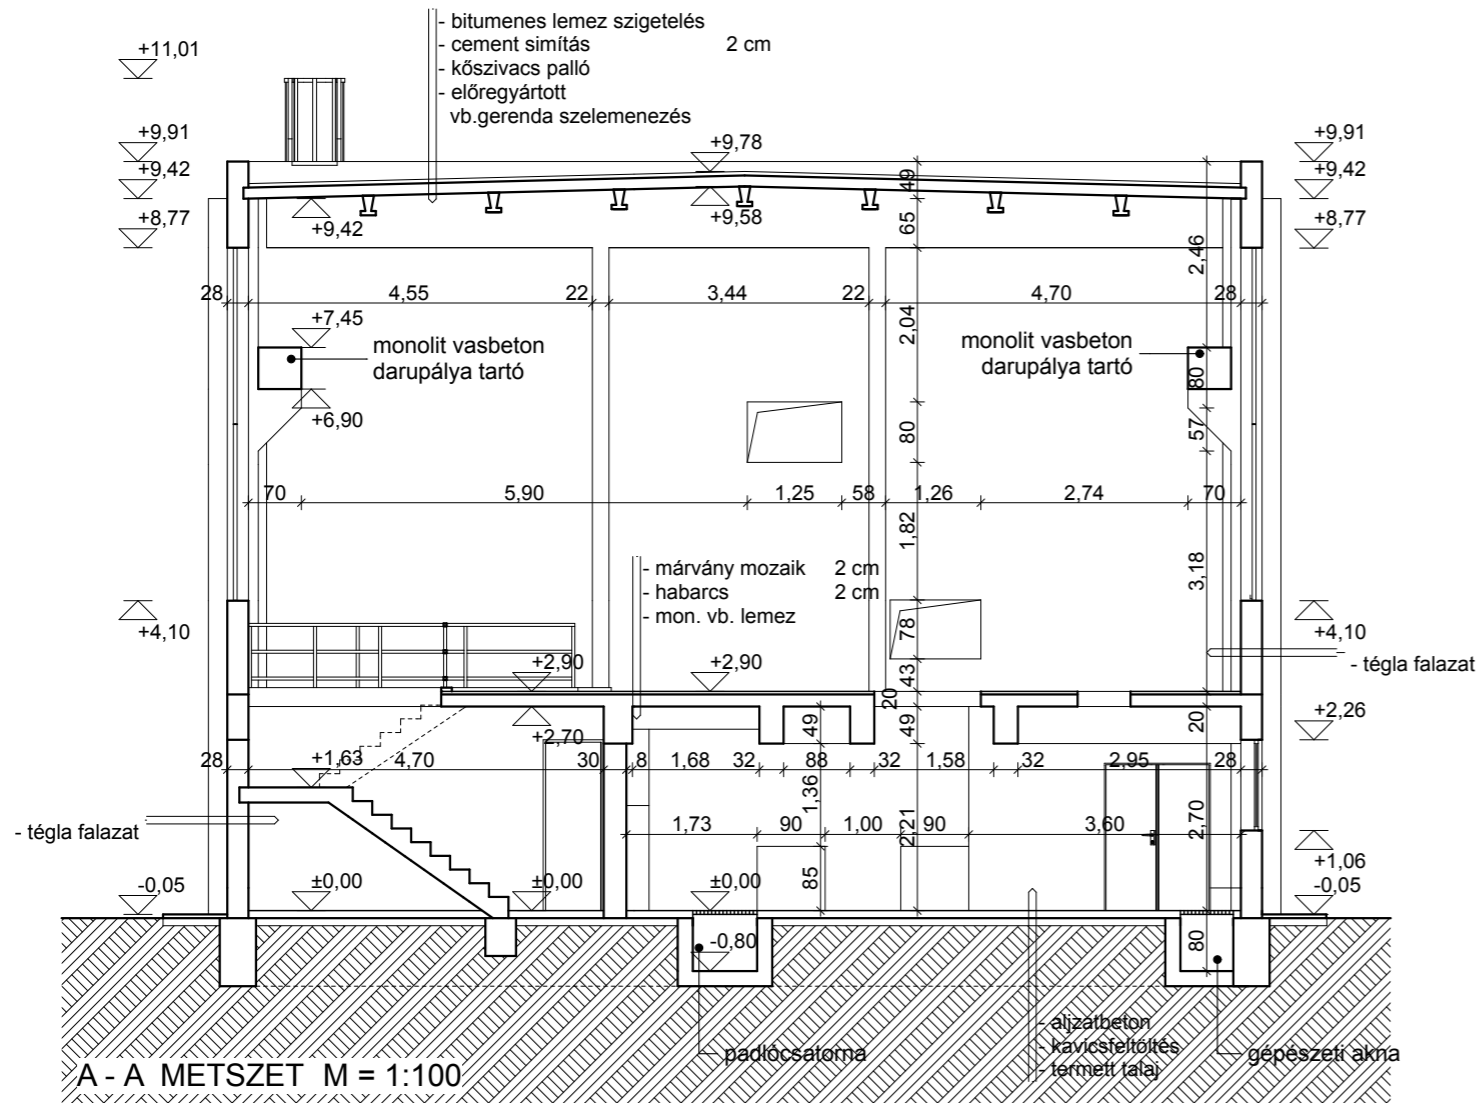 - bitumenes lemez szigetelés
- cement simítás 2 cm
- kőszivacs palló
- előregyártott
vb.gerenda szelemenezés
+11,01
+9,91 +9,78 +9,91
+9,42 49 +9,42
+8,77 +9,42 +9,58 65 2,46 +8,77
28 4,55 22 3,44 22 4,70 28
+7,45 2,04
monolit vasbeton
darupálya tartó
monolit vasbeton
darupálya tartó
80
+6,90 80 57
70 5,90 1,25 58 1,26 2,74 70
1,82 3,18
- márvány mozaik 2 cm
- habarcs 2 cm
- mon. vb. lemez
+4,10 78 +4,10
- tégla falazat
+2,90 +2,90 43
20
+2,70 49 49 20 +2,26
28 +1,63 4,70 30 8 1,68 32 88 32 1,58 32 2,95 28
1,36
- tégla falazat
1,73 90 1,00 90 3,60
2,21 2,70
+1,06
-0,05 ±0,00 ±0,00 ±0,00 85 -0,05
-0,80 80
- aljzatbeton
- kavicsfeltöltés
- termett talaj
padlócsatorna
gépészeti akna
A - A METSZET M = 1:100